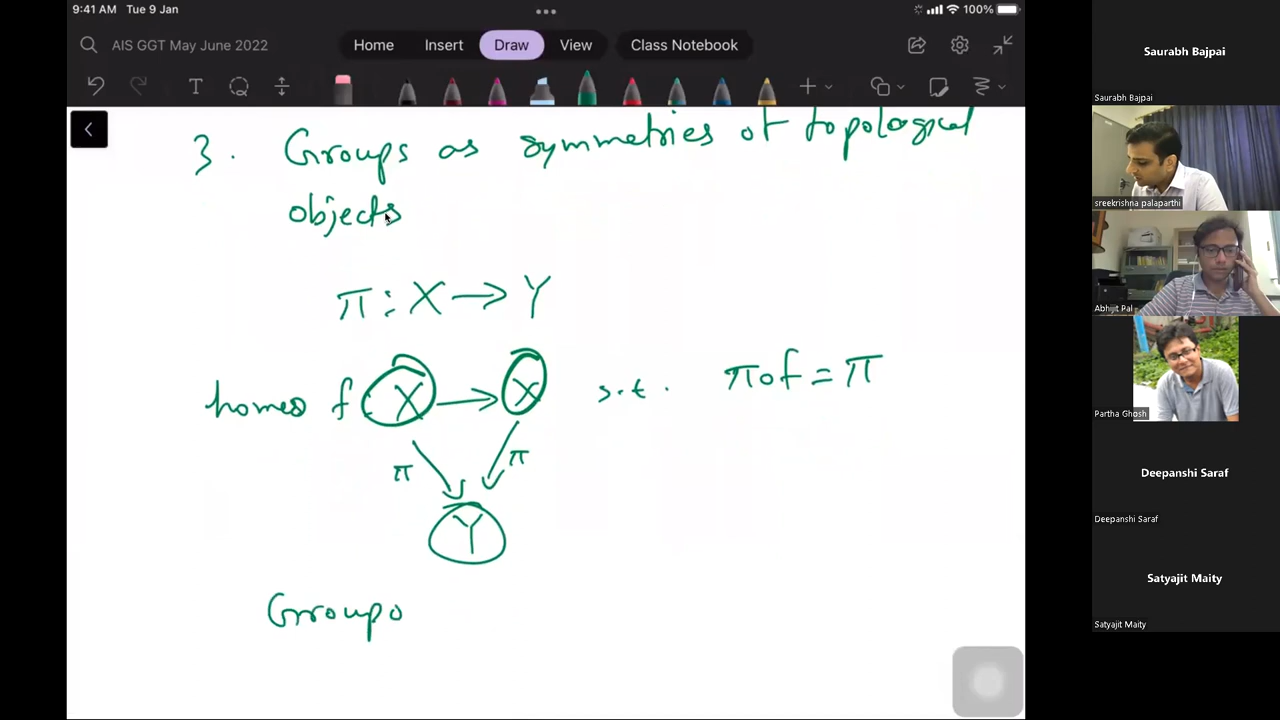 9:41 AM Tue 9 Jan
100%
AIS GGT May June 2022
Home Insert Draw View Class Notebook
3. Groups as symmetries of topological
objects
π : X → Y
homeo f X → X s.t. π∘f = π
π π
Y
Groups
Saurabh Bajpai
Saurabh Bajpai
sreekrishna palaparthi
Abhijit Pal
Partha Ghosh
Deepanshi Saraf
Deepanshi Saraf
Satyajit Maity
Satyajit Maity